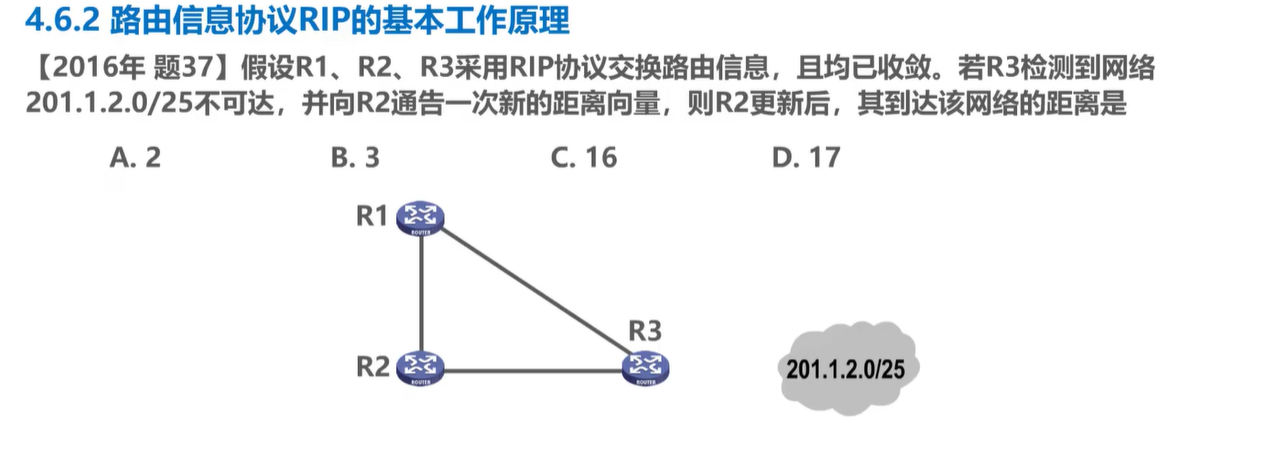 4.6.2 路由信息协议RIP的基本工作原理
【2016年 题37】假设R1、R2、R3采用RIP协议交换路由信息，且均已收敛。若R3检测到网络
201.1.2.0/25不可达，并向R2通告一次新的距离向量，则R2更新后，其到达该网络的距离是
A. 2 B. 3 C. 16 D. 17
R1
ROUTER
R3
R2
ROUTER
ROUTER
201.1.2.0/25